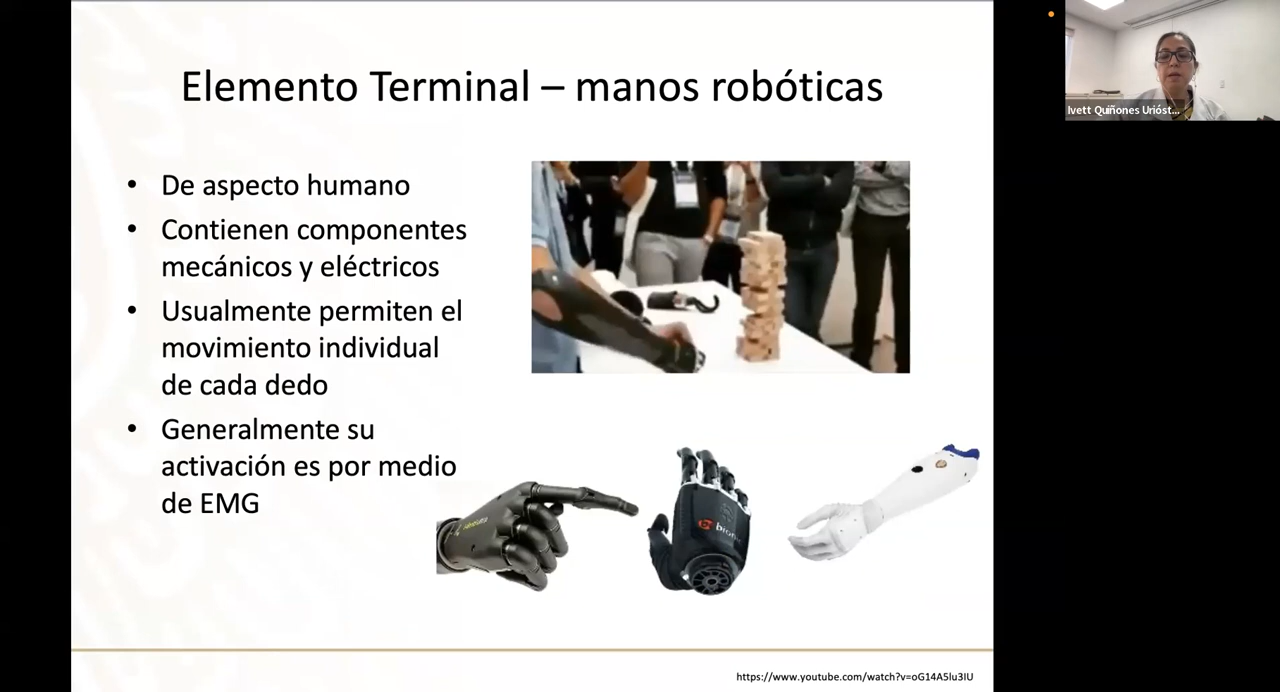 Elemento Terminal – manos robóticas
• De aspecto humano
• Contienen componentes
mecánicos y eléctricos
• Usualmente permiten el
movimiento individual
de cada dedo
• Generalmente su
activación es por medio
de EMG
https://www.youtube.com/watch?v=oG14A5lu3IU
Ivett Quiñones Urióst...